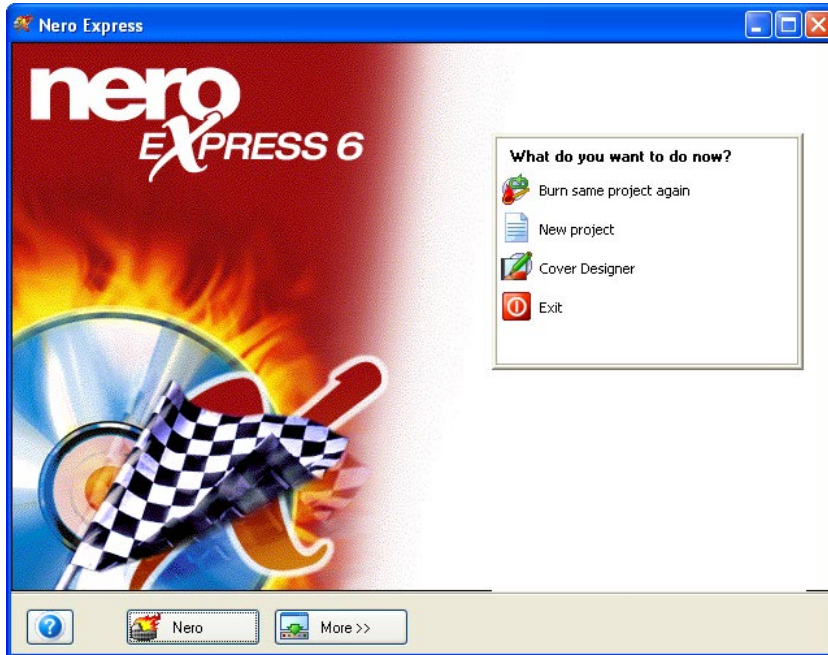 Nero Express
nero
EXPRESS 6
What do you want to do now?
Burn same project again
New project
Cover Designer
Exit
Nero
More >>